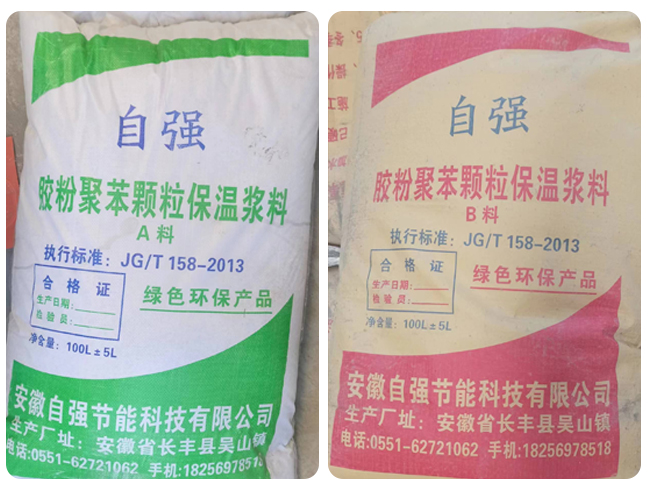 自强
胶粉聚苯颗粒保温浆料
A料
执行标准：JG/T 158-2013
合格证
生产日期：
检验员：
绿色环保产品
净含量：100L±5L
安徽自强节能科技有限公司
生产厂址：安徽省长丰县吴山镇
电话:0551-62721062 手机:18256978518
自强
胶粉聚苯颗粒保温浆料
B料
执行标准：JG/T 158-2013
合格证
生产日期：
检验员：
绿色环保产品
净含量：100L±5L
安徽自强节能科技有限公司
生产厂址：安徽省长丰县吴山镇
电话:0551-62721062 手机:18256978518